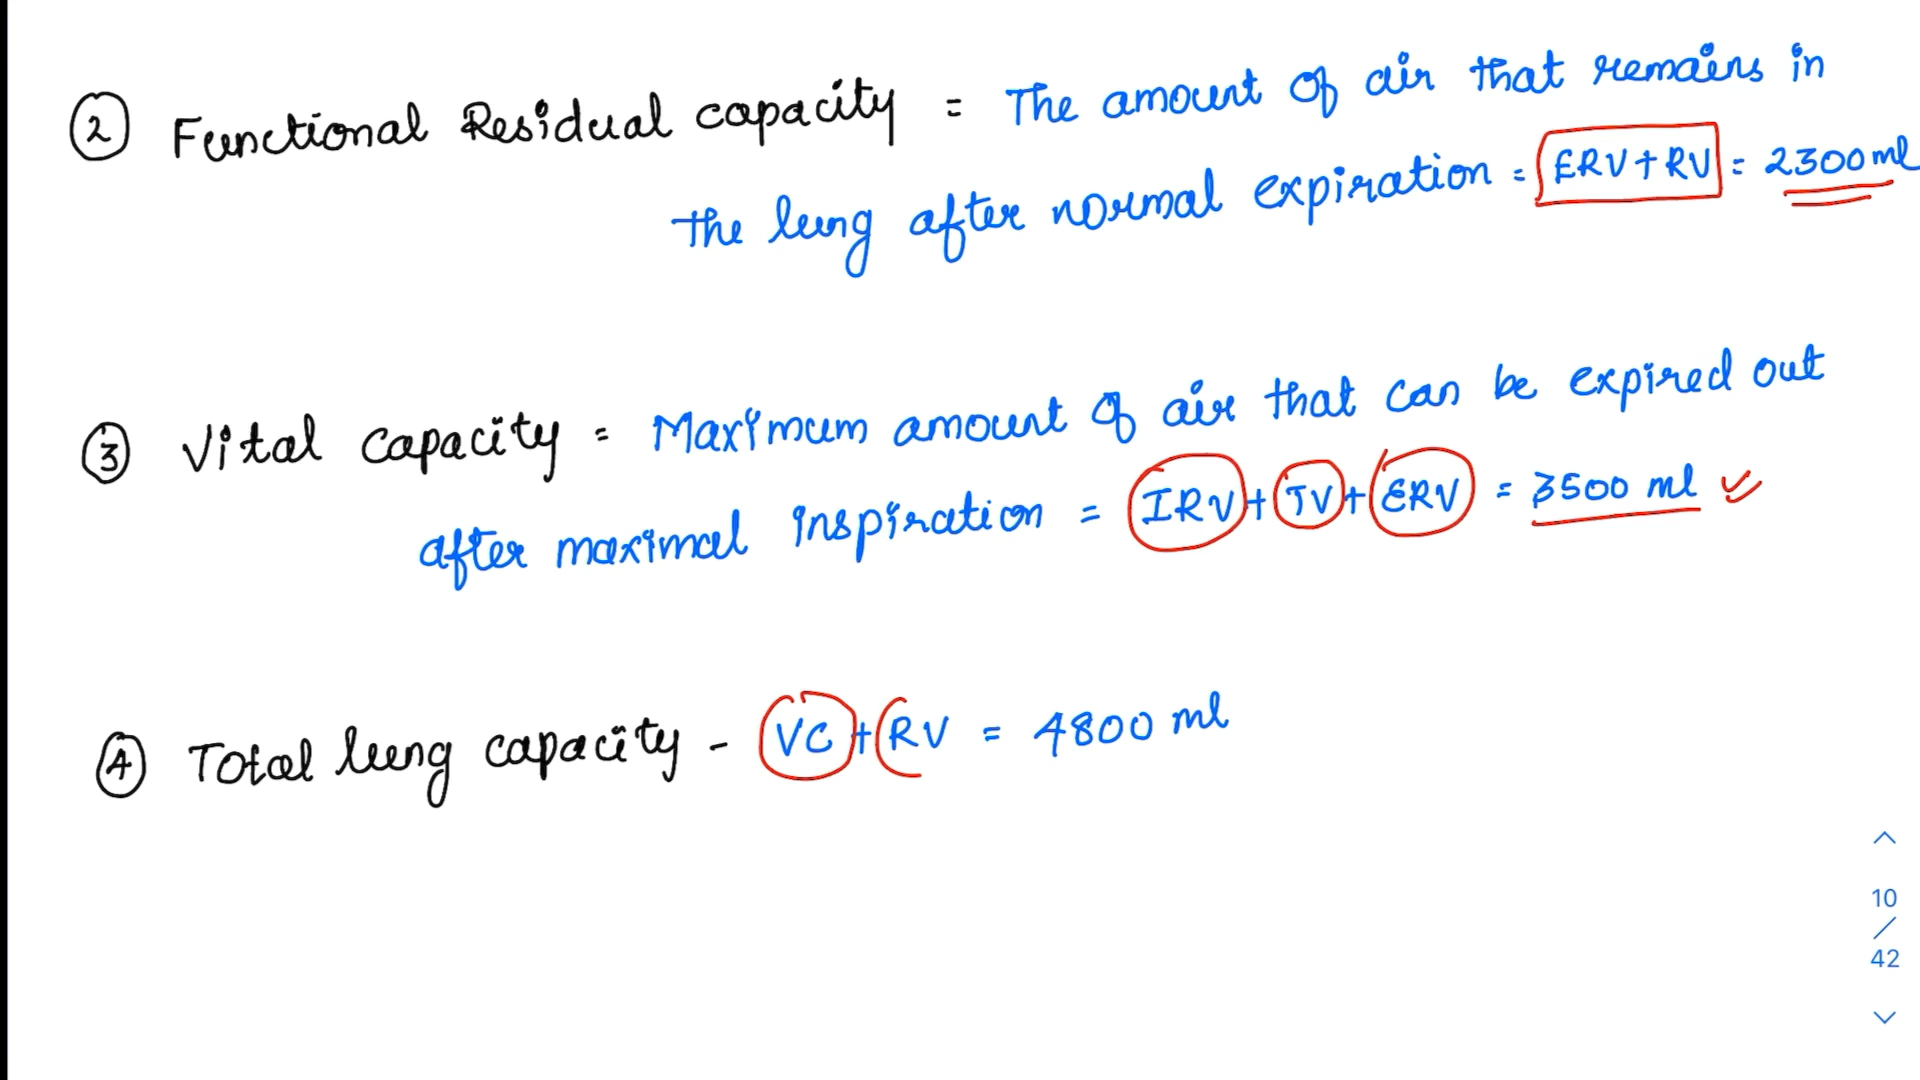 ② Functional Residual capacity = The amount of air that remains in
the lung after normal expiration = ERV + RV = 2300 ml
③ Vital capacity = Maximum amount of air that can be expired out
after maximal inspiration = IRV + TV + ERV = 3500 ml
④ Total lung capacity - VC + RV = 4800 ml
10
/
42